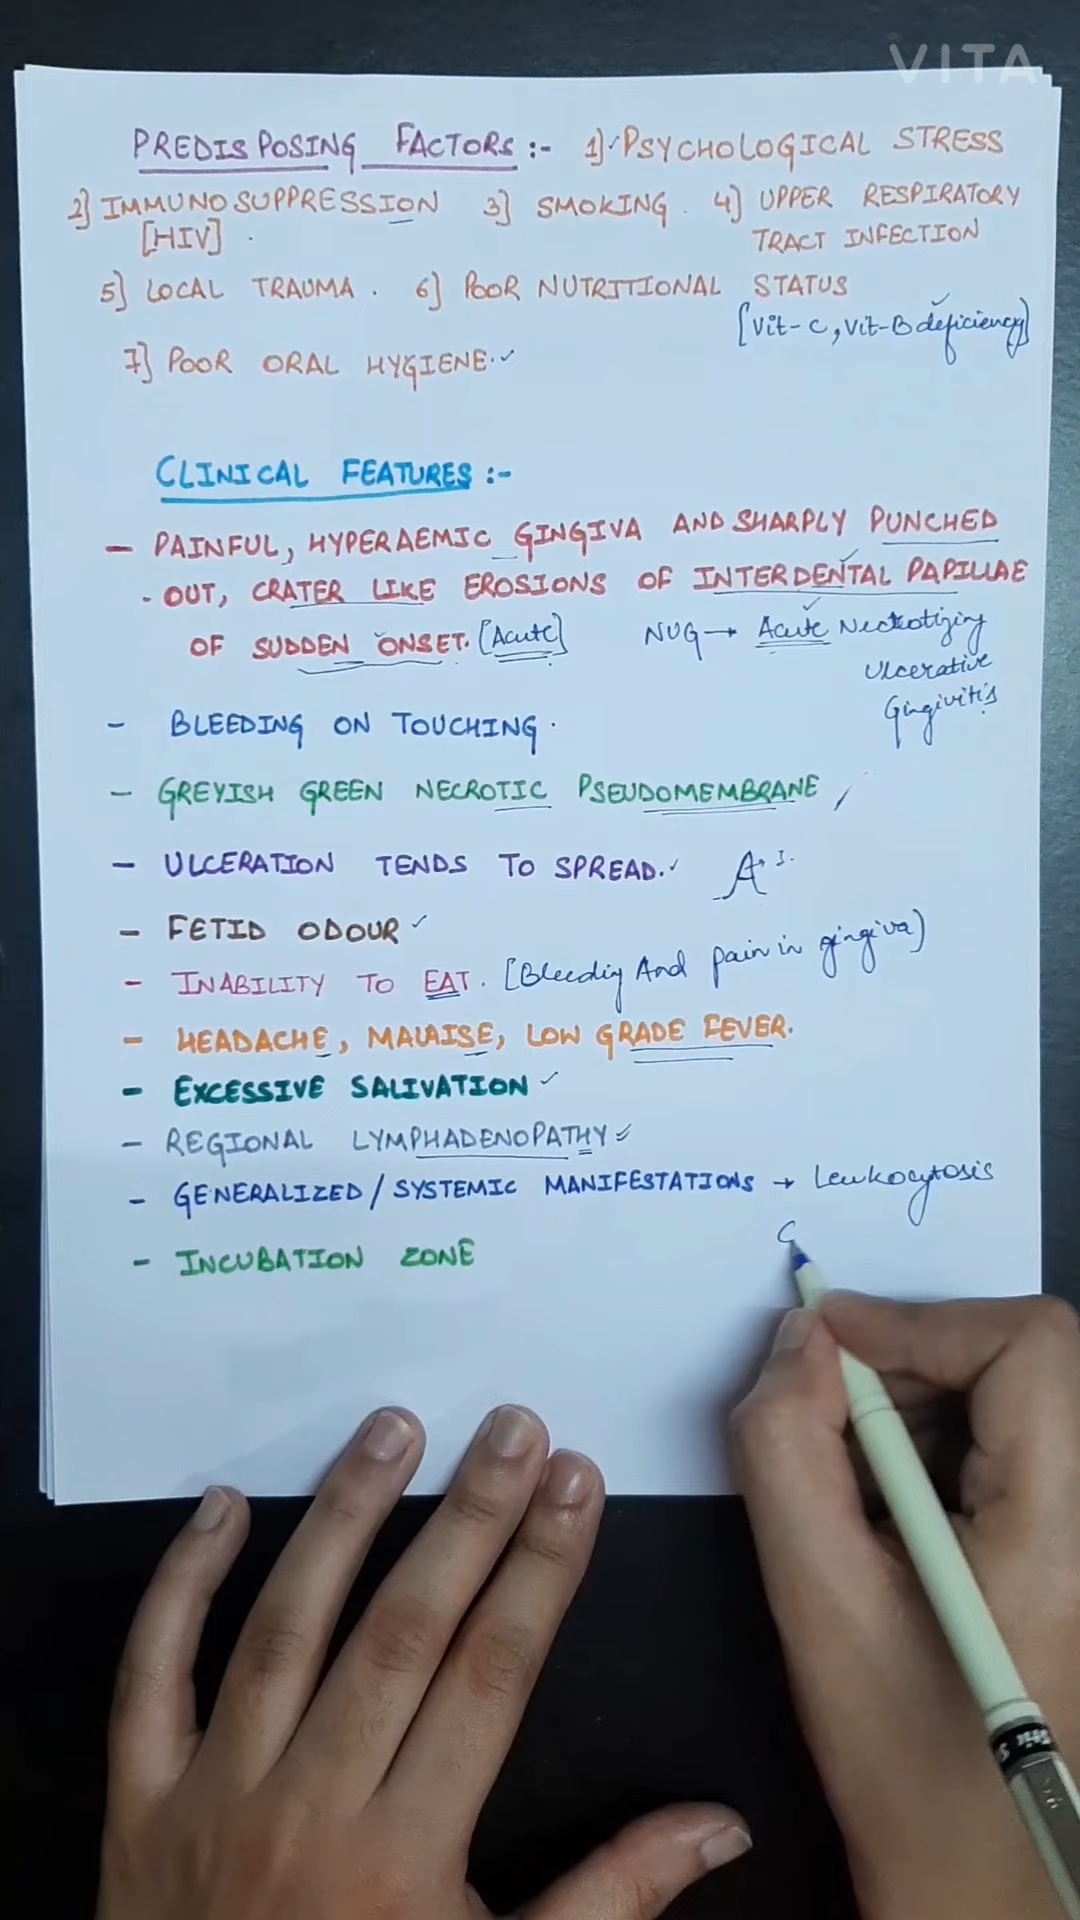 VITA
PREDISPOSING FACTORS :- 1] PSYCHOLOGICAL STRESS
2] IMMUNOSUPPRESSION 3] SMOKING. 4] UPPER RESPIRATORY
[HIV] . TRACT INFECTION
5] LOCAL TRAUMA . 6] POOR NUTRITIONAL STATUS
[Vit-C, Vit-B deficiency]
7] POOR ORAL HYGIENE.
CLINICAL FEATURES :-
- PAINFUL, HYPERAEMIC GINGIVA AND SHARPLY PUNCHED
- OUT, CRATER LIKE EROSIONS OF INTERDENTAL PAPILLAE
OF SUDDEN ONSET. [Acute] NUG → Acute Necrotizing
Ulcerative
Gingivitis
- BLEEDING ON TOUCHING.
- GREYISH GREEN NECROTIC PSEUDOMEMBRANE
- ULCERATION TENDS TO SPREAD.
- FETID ODOUR
- INABILITY TO EAT. [Bleedig And pain in gingiva]
- HEADACHE, MALAISE, LOW GRADE FEVER.
- EXCESSIVE SALIVATION
- REGIONAL LYMPHADENOPATHY
- GENERALIZED/SYSTEMIC MANIFESTATIONS → Leukocytosis
- INCUBATION ZONE